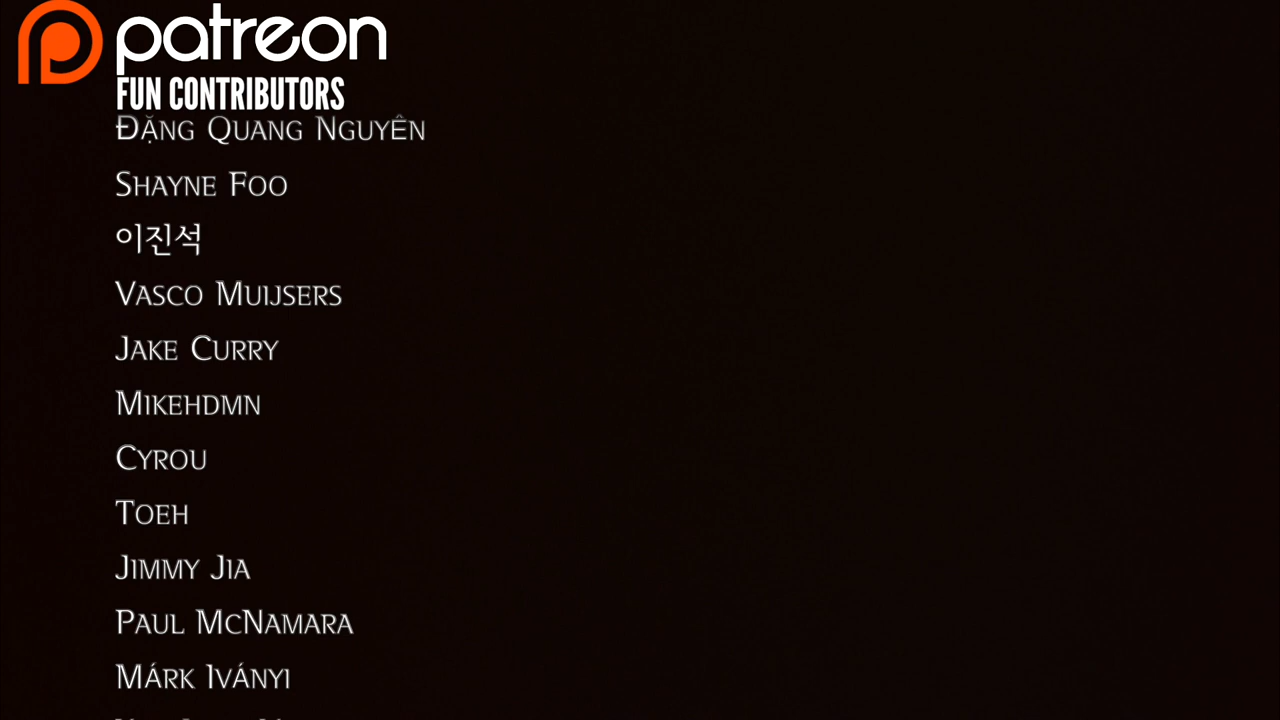 patreon
FUN CONTRIBUTORS
Đặng Quang Nguyên
Shayne Foo
이진석
Vasco Muijsers
Jake Curry
Mikehdmn
Cyrou
Toeh
Jimmy Jia
Paul McNamara
Márk Iványi